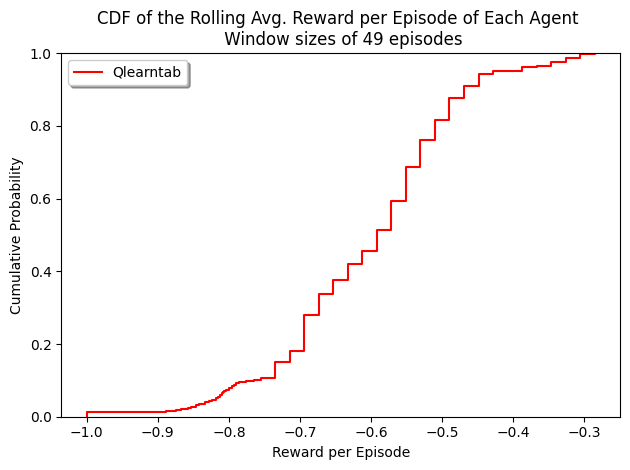 CDF of the Rolling Avg. Reward per Episode of Each Agent
Window sizes of 49 episodes
Qlearntab
1.0
0.8
0.6
0.4
0.2
0.0
Cumulative Probability
−1.0 −0.9 −0.8 −0.7 −0.6 −0.5 −0.4 −0.3
Reward per Episode